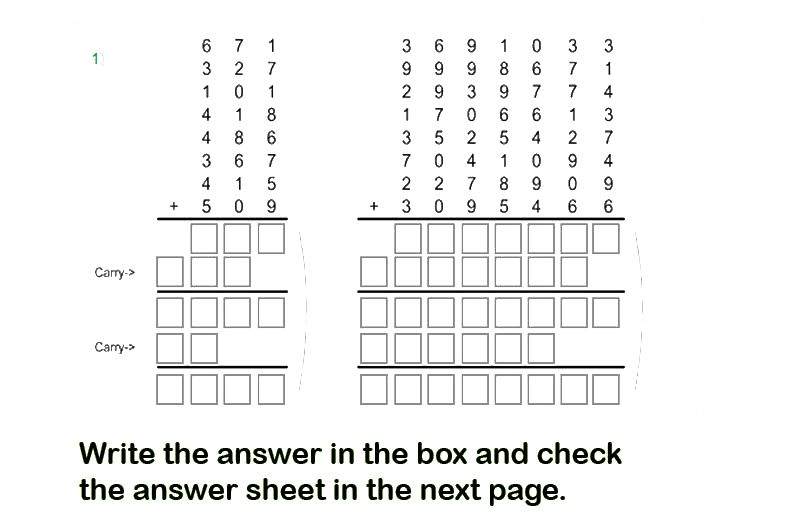 1)
6 7 1 3 6 9 1 0 3 3
3 2 7 9 9 9 8 6 7 1
1 0 1 2 9 3 9 7 7 4
4 1 8 1 7 0 6 6 1 3
4 8 6 3 5 2 5 4 2 7
3 6 7 7 0 4 1 0 9 4
4 1 5 2 2 7 8 9 0 9
+ 5 0 9 + 3 0 9 5 4 6 6
Carry->
Carry->
Write the answer in the box and check
the answer sheet in the next page.